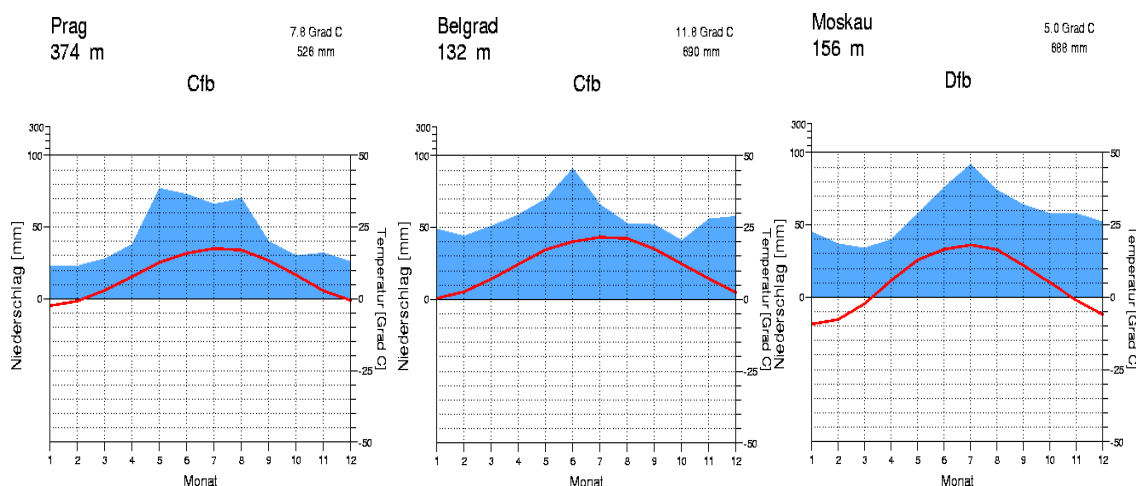 Prag
374 m
7.8 Grad C
526 mm
Cfb
300
100
50
0
50
25
0
-25
-50
Niederschlag [mm]
Temperatur [Grad C]
1 2 3 4 5 6 7 8 9 10 11 12
Monat
Belgrad
132 m
11.8 Grad C
690 mm
Cfb
300
100
50
0
50
25
0
-25
-50
Niederschlag [mm]
Temperatur [Grad C]
1 2 3 4 5 6 7 8 9 10 11 12
Monat
Moskau
156 m
5.0 Grad C
688 mm
Dfb
300
100
50
0
50
25
0
-25
-50
Niederschlag [mm]
Temperatur [Grad C]
1 2 3 4 5 6 7 8 9 10 11 12
Monat